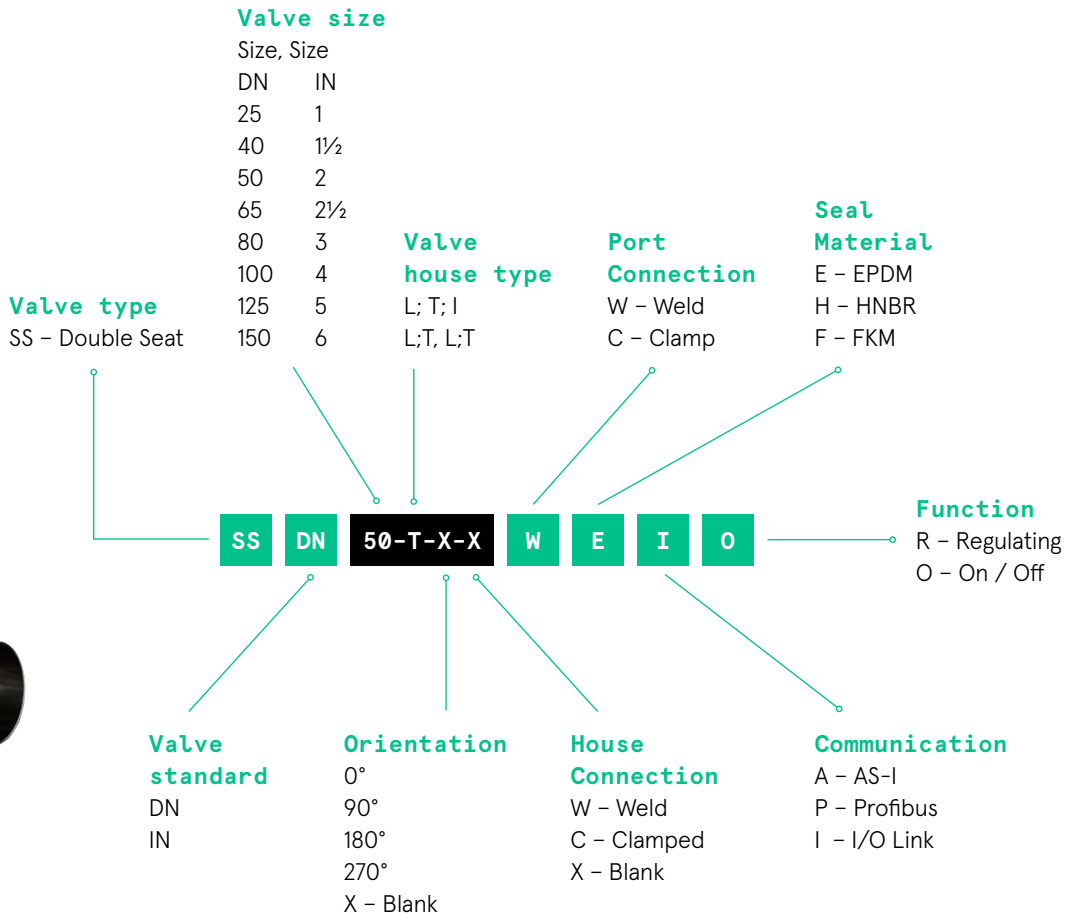 Valve size
Size, Size
DN IN
25 1
40 1½
50 2
65 2½
80 3
100 4
125 5
150 6
Valve type
SS – Double Seat
Valve
house type
L; T; I
L;T, L;T
Port
Connection
W – Weld
C – Clamp
Seal
Material
E – EPDM
H – HNBR
F – FKM
SS DN 50-T-X-X W E I O
Function
R – Regulating
O – On / Off
Valve
standard
DN
IN
Orientation
0°
90°
180°
270°
X – Blank
House
Connection
W – Weld
C – Clamped
X – Blank
Communication
A – AS-I
P – Profibus
I – I/O Link